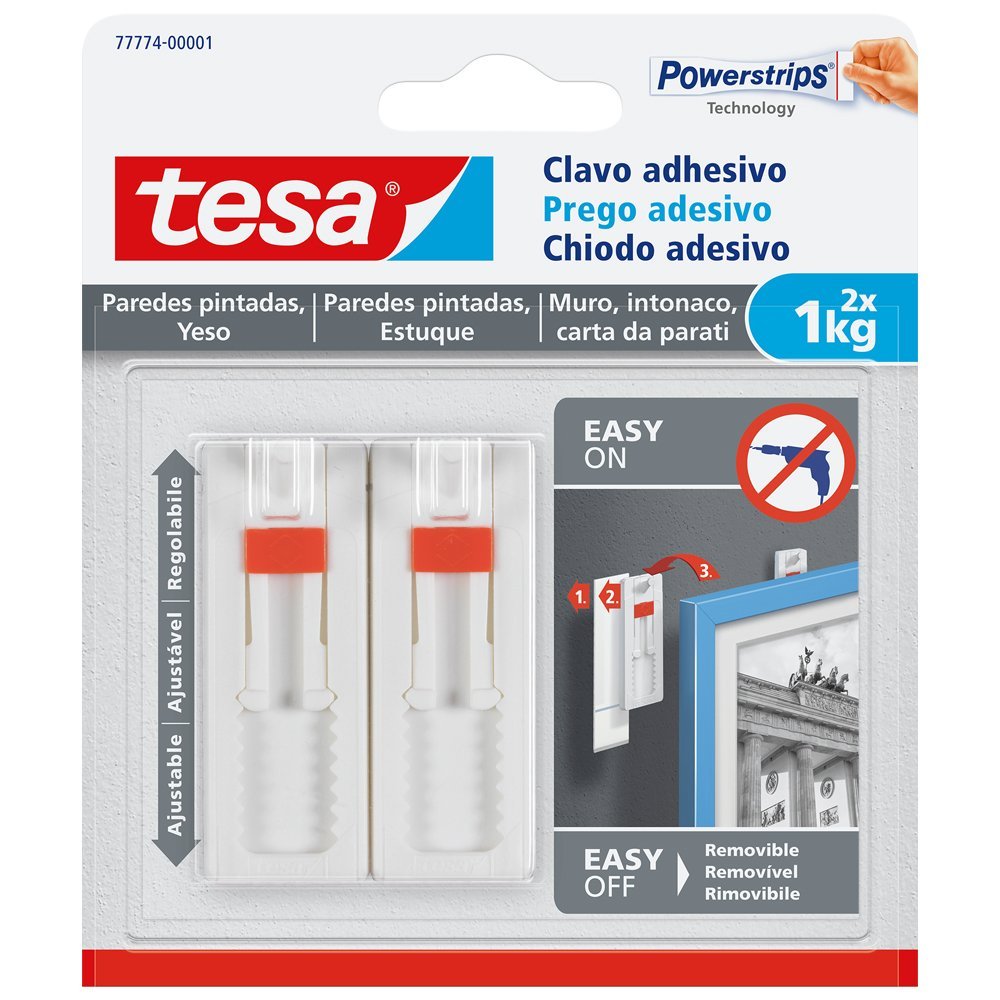 77774-00001
Powerstrips®
Technology
tesa®
Clavo adhesivo
Prego adesivo
Chiodo adesivo
Paredes pintadas,
Yeso
Paredes pintadas,
Estuque
Muro, intonaco,
carta da parati
2x
1kg
Ajustable
Ajustável
Regolabile
EASY
ON
1.
2.
3.
EASY
OFF
Removible
Removível
Rimovibile